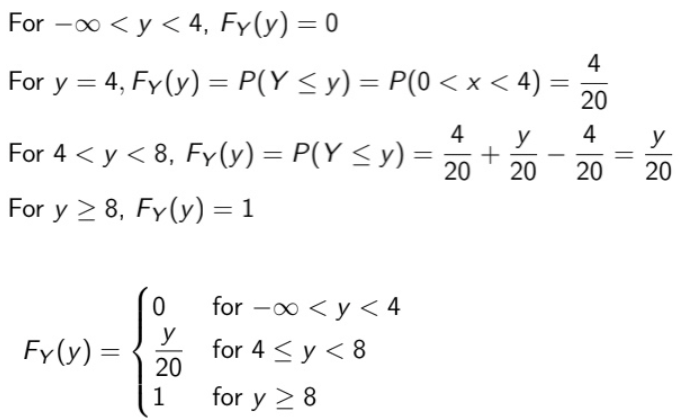 For −∞ < y < 4, F_Y(y) = 0
For y = 4, F_Y(y) = P(Y ≤ y) = P(0 < x < 4) = 4/20
For 4 < y < 8, F_Y(y) = P(Y ≤ y) = 4/20 + y/20 − 4/20 = y/20
For y ≥ 8, F_Y(y) = 1
F_Y(y) = {
0 for −∞ < y < 4
y/20 for 4 ≤ y < 8
1 for y ≥ 8